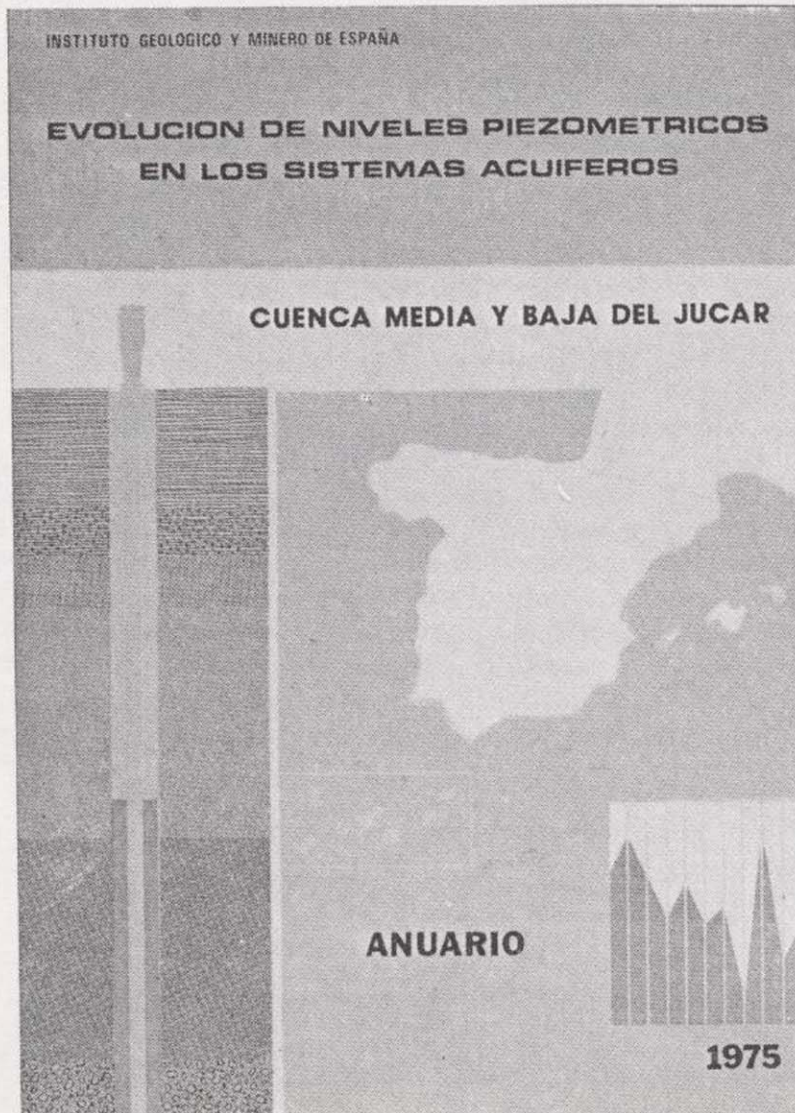 INSTITUTO GEOLOGICO Y MINERO DE ESPAÑA
EVOLUCION DE NIVELES PIEZOMETRICOS
EN LOS SISTEMAS ACUIFEROS
CUENCA MEDIA Y BAJA DEL JUCAR
ANUARIO
1975